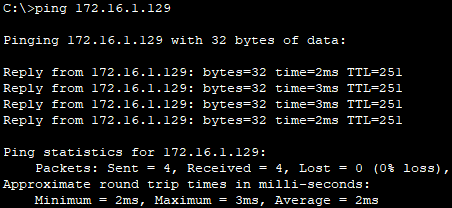 C:\>ping 172.16.1.129
Pinging 172.16.1.129 with 32 bytes of data:
Reply from 172.16.1.129: bytes=32 time=2ms TTL=251
Reply from 172.16.1.129: bytes=32 time=3ms TTL=251
Reply from 172.16.1.129: bytes=32 time=3ms TTL=251
Reply from 172.16.1.129: bytes=32 time=2ms TTL=251
Ping statistics for 172.16.1.129:
Packets: Sent = 4, Received = 4, Lost = 0 (0% loss),
Approximate round trip times in milli-seconds:
Minimum = 2ms, Maximum = 3ms, Average = 2ms